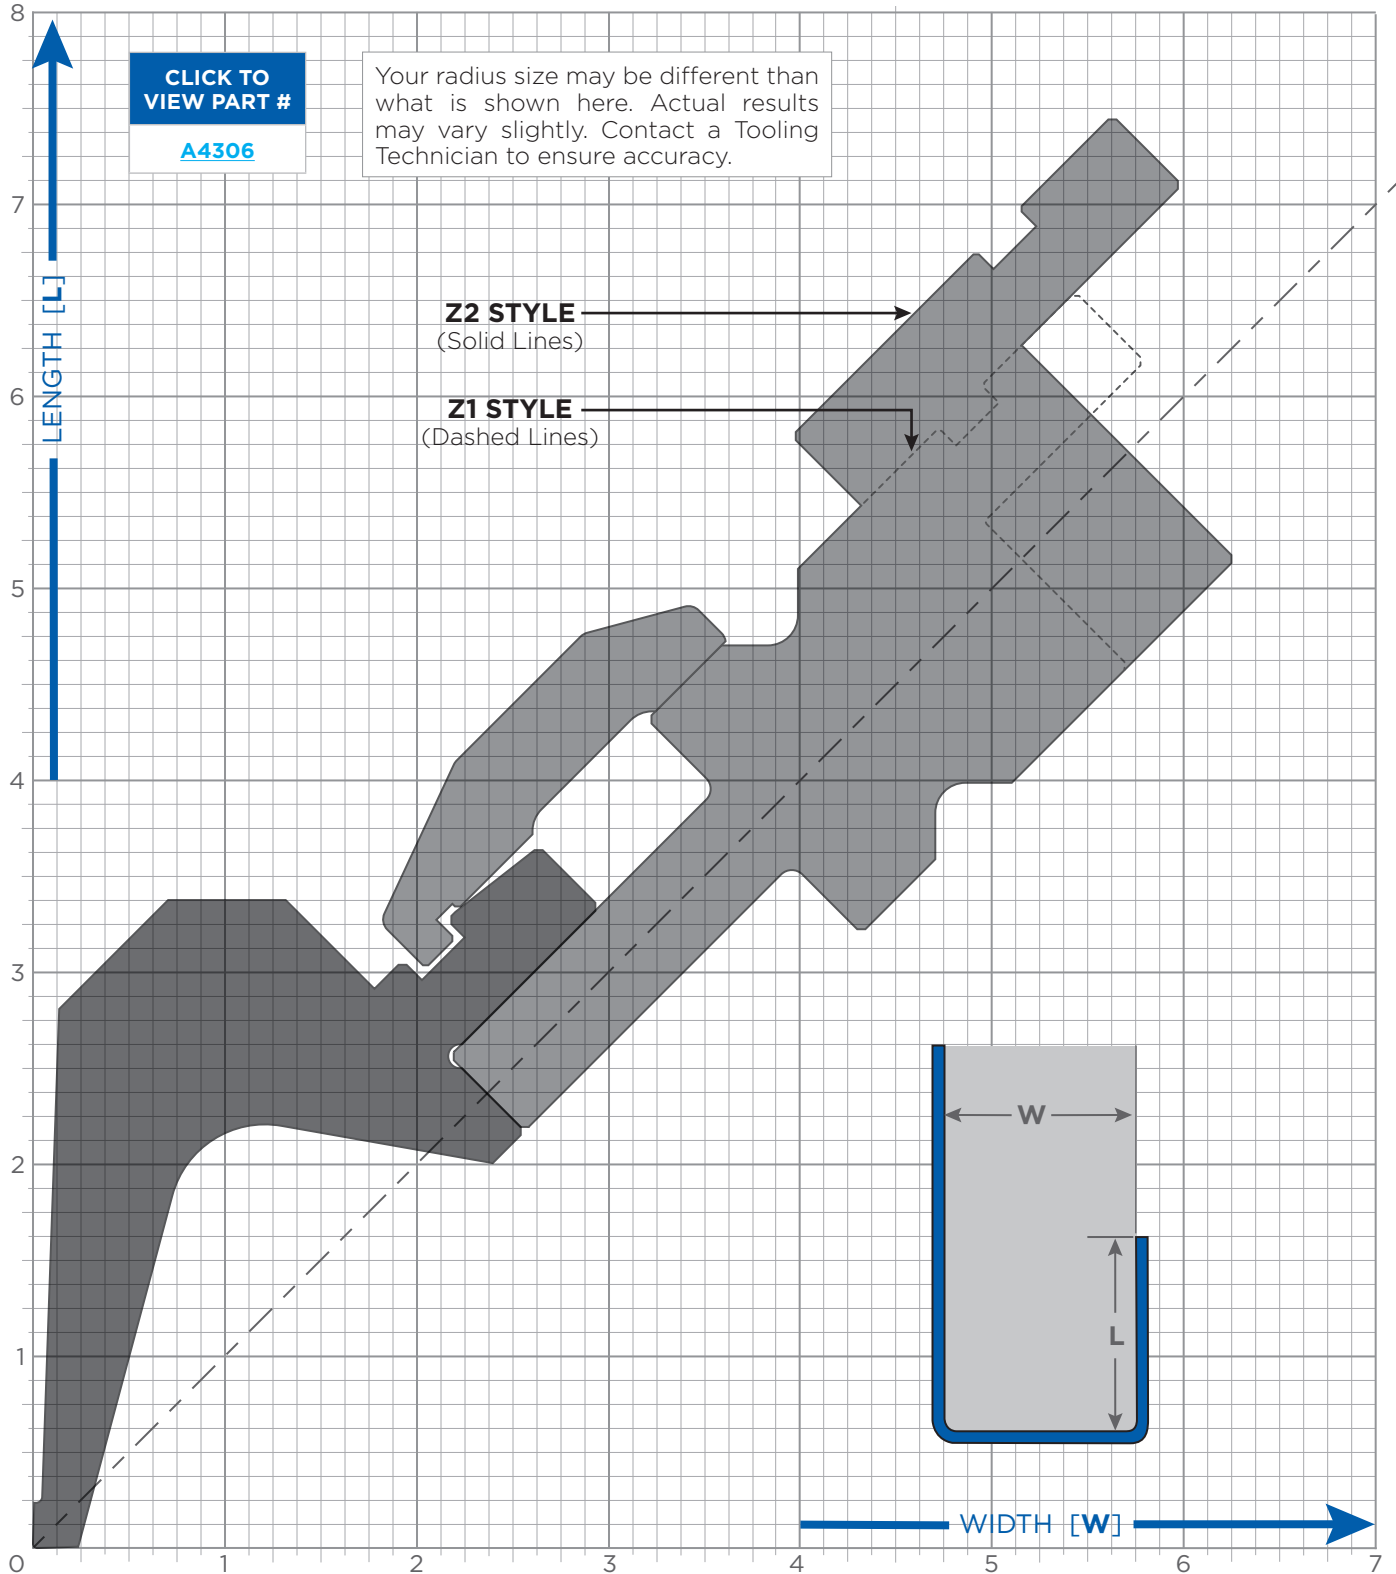 8
CLICK TO
VIEW PART #
A4306
Your radius size may be different than
what is shown here. Actual results
may vary slightly. Contact a Tooling
Technician to ensure accuracy.
7
LENGTH [L]
Z2 STYLE
(Solid Lines)
6
Z1 STYLE
(Dashed Lines)
5
4
3
W
2
L
1
WIDTH [W]
0
1
2
3
4
5
6
7